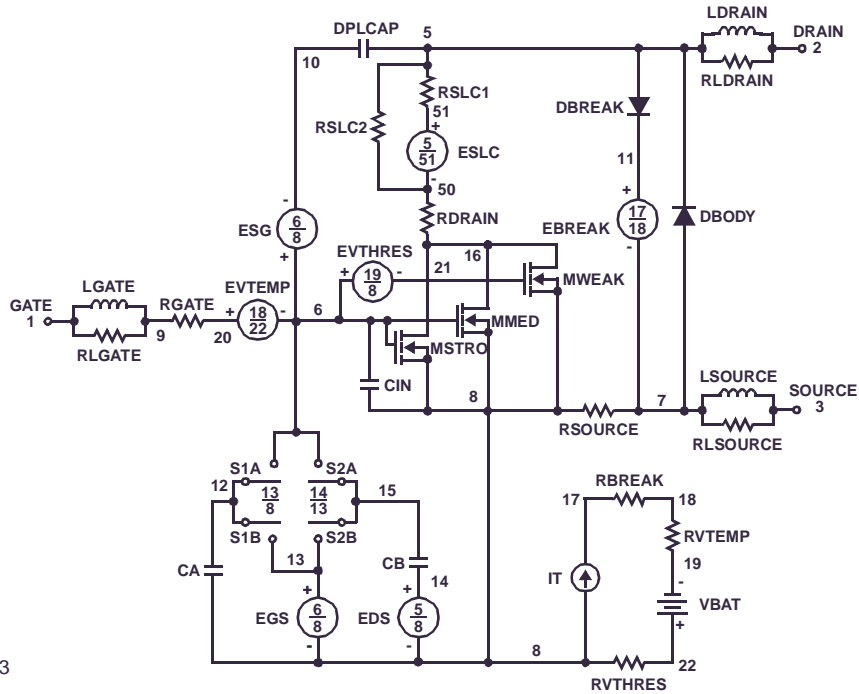 LDRAIN
DPLCAP 5 DRAIN
10 2
RSLC1 RLDRAIN
51 DBREAK
+
RSLC2 5/51 ESLC
11
-
50
- +
RDRAIN 17/18 DBODY
ESG 6/8 EBREAK
EVTHRES 16 -
+ + 19/8 - 21 MWEAK
LGATE EVTEMP
GATE RGATE + 18/22 - 6 MMED
1
9 20 MSTRO
RLGATE
LSOURCE
CIN 8 7 SOURCE
3
RSOURCE
RLSOURCE
S1A S2A RBREAK
12 13/8 14/13 15 17 18
RVTEMP
S1B S2B
13 CB 19
CA IT -
14
+ + VBAT
EGS 6/8 EDS 5/8 +
- - 8 22
RVTHRES
3